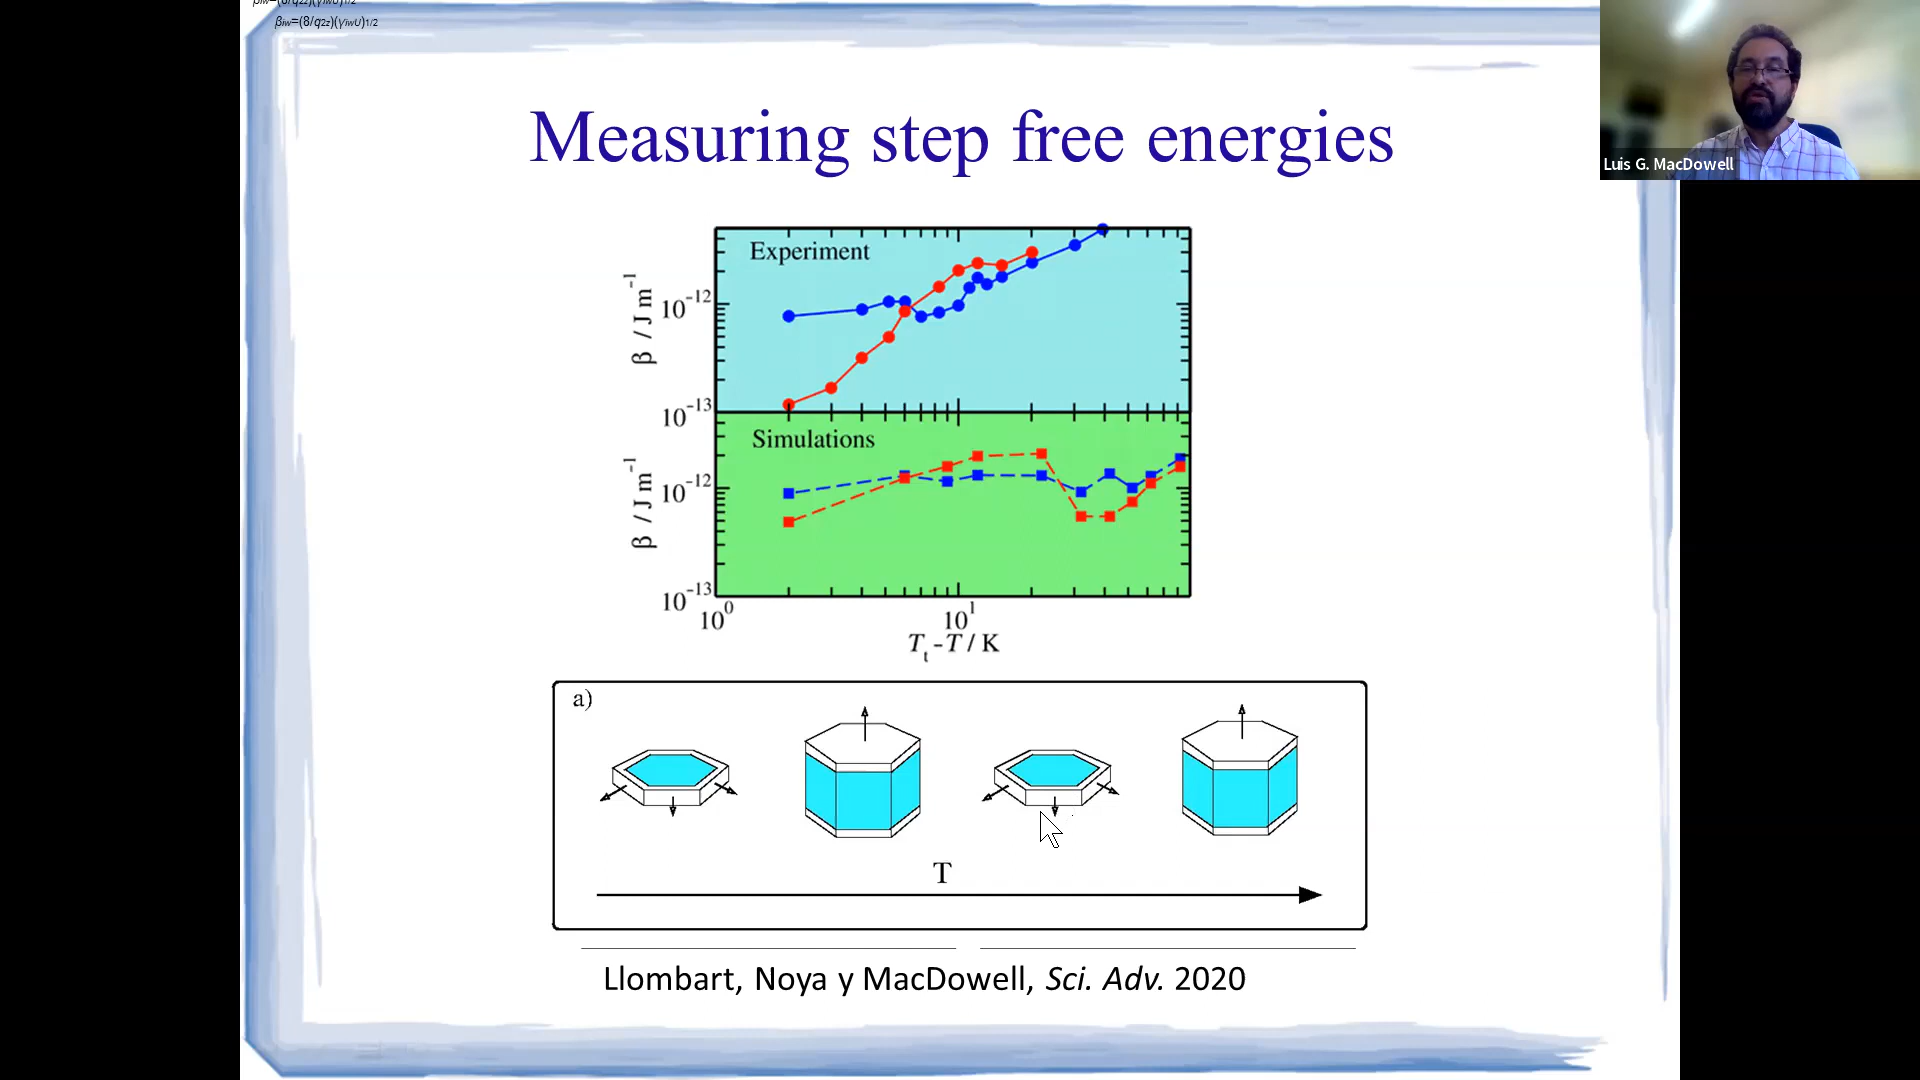 βiw=(8/q2z)(γiwU)1/2
Luis G. MacDowell
Measuring step free energies
Experiment
β / J m⁻¹
10⁻¹²
10⁻¹³
Simulations
β / J m⁻¹
10⁻¹²
10⁻¹³
10⁰
10¹
Tt - T / K
a)
T
Llombart, Noya y MacDowell, Sci. Adv. 2020